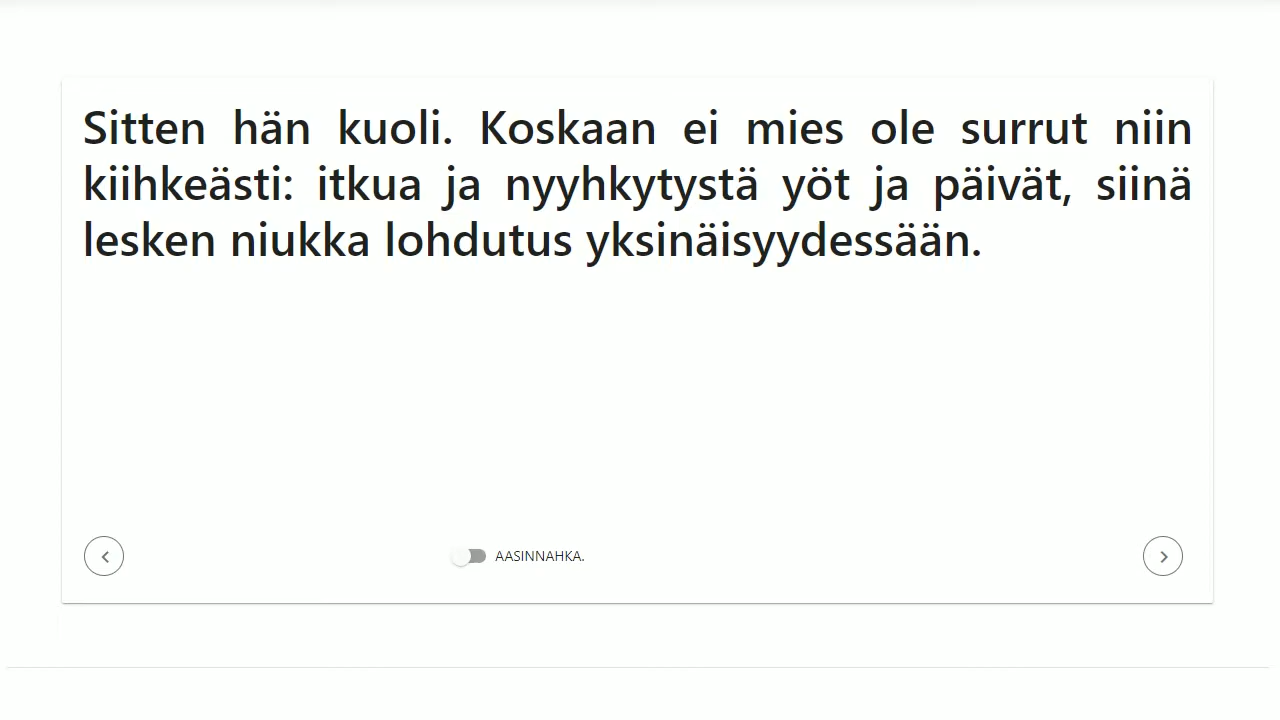 Sitten hän kuoli. Koskaan ei mies ole surrut niin
kiihkeästi: itkua ja nyyhkytystä yöt ja päivät, siinä
lesken niukka lohdutus yksinäisyydessään.
AASINNAHKA.